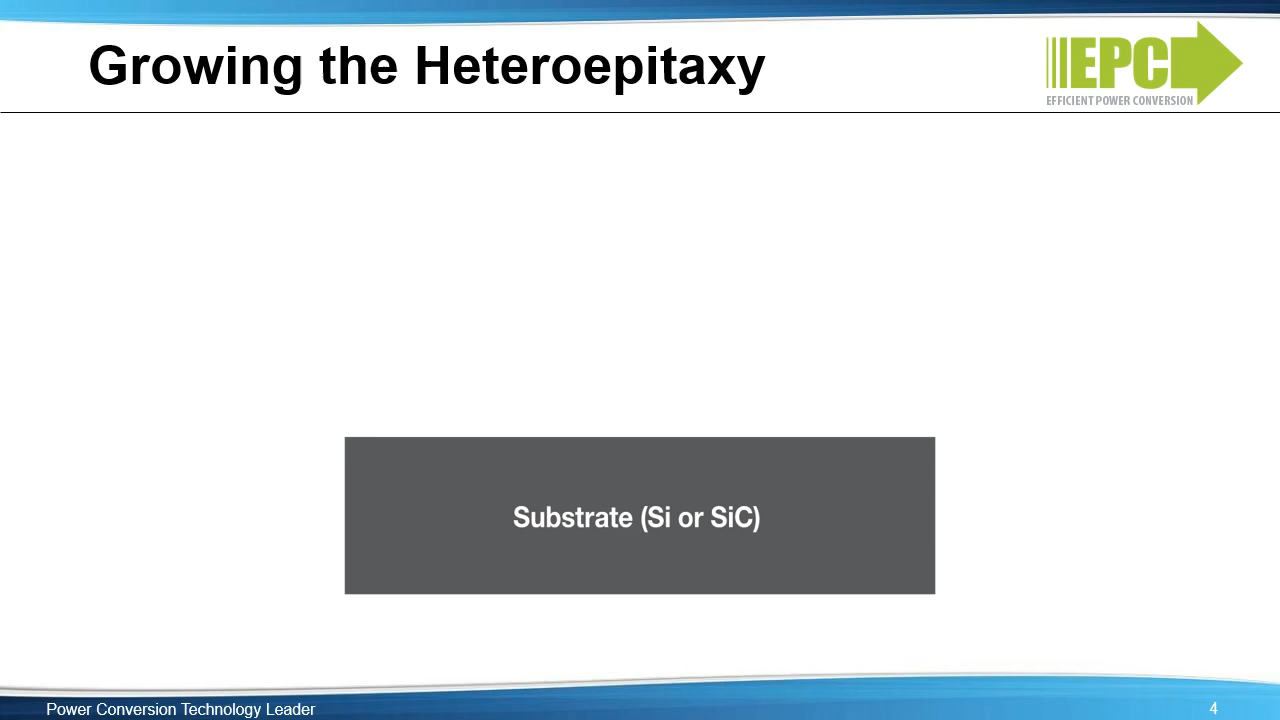 Growing the Heteroepitaxy
EPC
EFFICIENT POWER CONVERSION
Substrate (Si or SiC)
Power Conversion Technology Leader
4